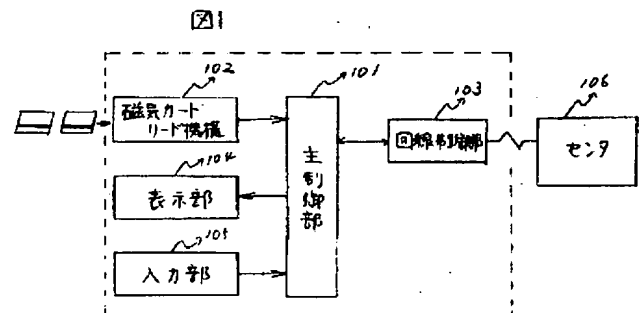 図1
102
磁気カード
リード機構
101
主制御部
103
回線制御部
106
センタ
104
表示部
105
入力部